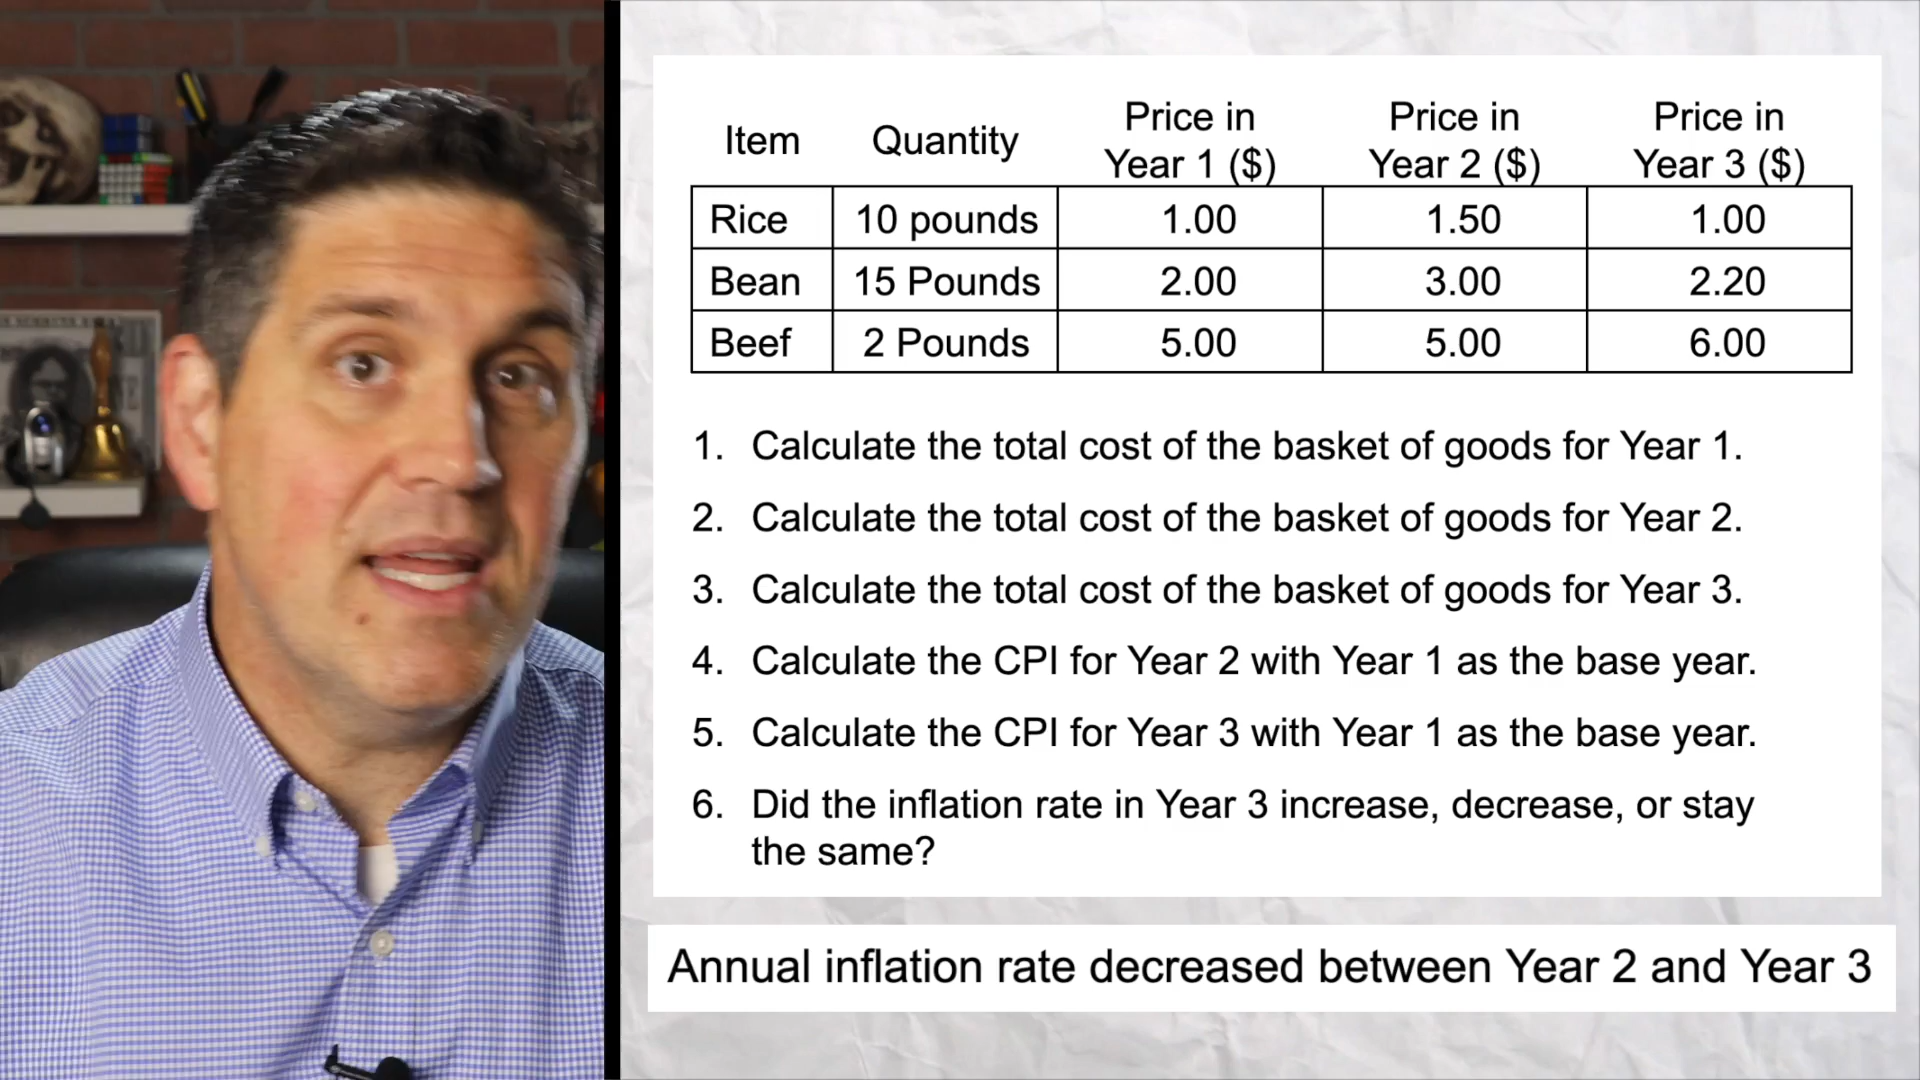 Item Quantity Price in Year 1 ($) Price in Year 2 ($) Price in Year 3 ($)
Rice 10 pounds 1.00 1.50 1.00
Bean 15 Pounds 2.00 3.00 2.20
Beef 2 Pounds 5.00 5.00 6.00
1. Calculate the total cost of the basket of goods for Year 1.
2. Calculate the total cost of the basket of goods for Year 2.
3. Calculate the total cost of the basket of goods for Year 3.
4. Calculate the CPI for Year 2 with Year 1 as the base year.
5. Calculate the CPI for Year 3 with Year 1 as the base year.
6. Did the inflation rate in Year 3 increase, decrease, or stay
the same?
Annual inflation rate decreased between Year 2 and Year 3